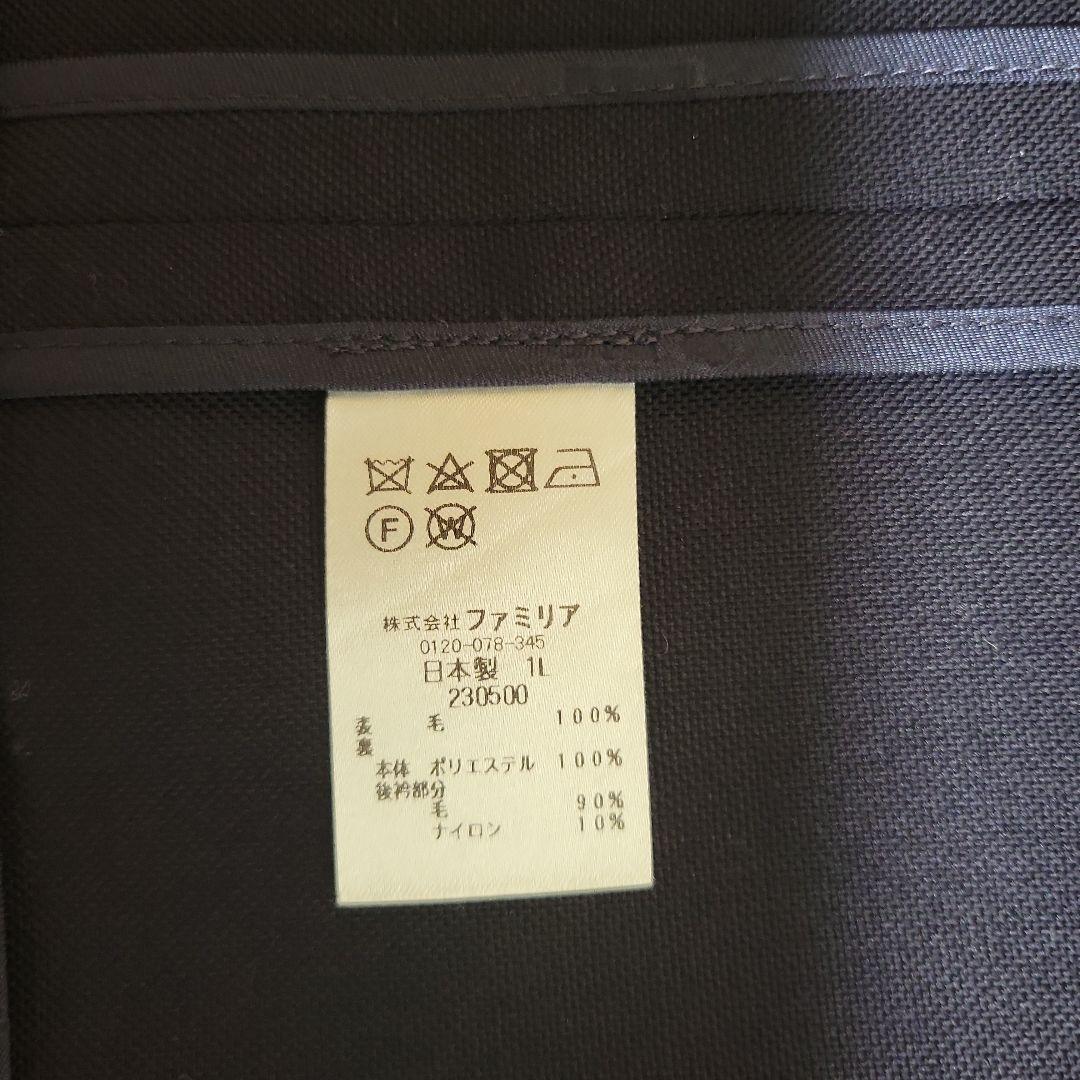 F W
株式会社 ファミリア
0120-078-345
日本製 1L
230500
表 毛 100%
裏
本体 ポリエステル 100%
後衿部分
毛 90%
ナイロン 10%